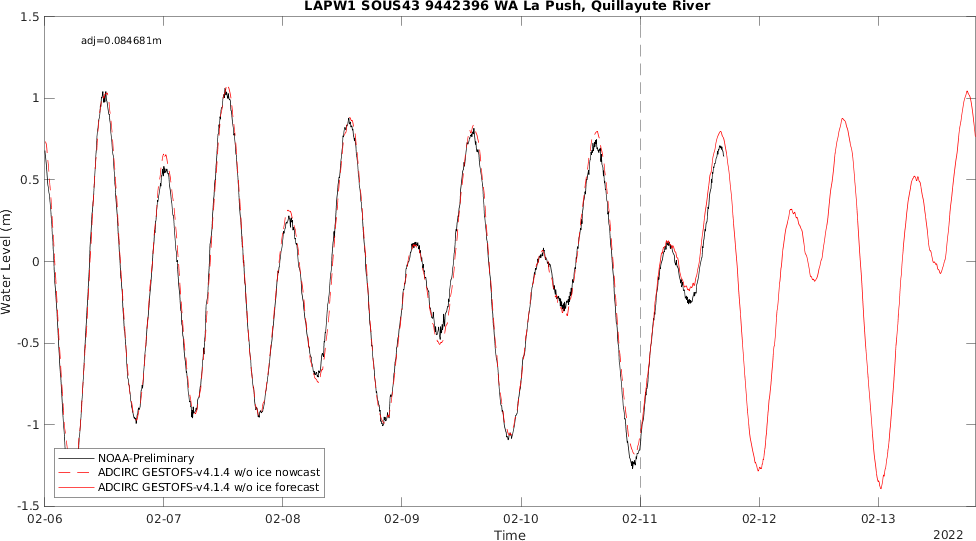 LAPW1 SOUS43 9442396 WA La Push, Quillayute River
1.5
adj=0.084681m
1
0.5
0
-0.5
-1
-1.5
Water Level (m)
NOAA-Preliminary
ADCIRC GESTOFS-v4.1.4 w/o ice nowcast
ADCIRC GESTOFS-v4.1.4 w/o ice forecast
02-06 02-07 02-08 02-09 02-10 02-11 02-12 02-13
Time
2022